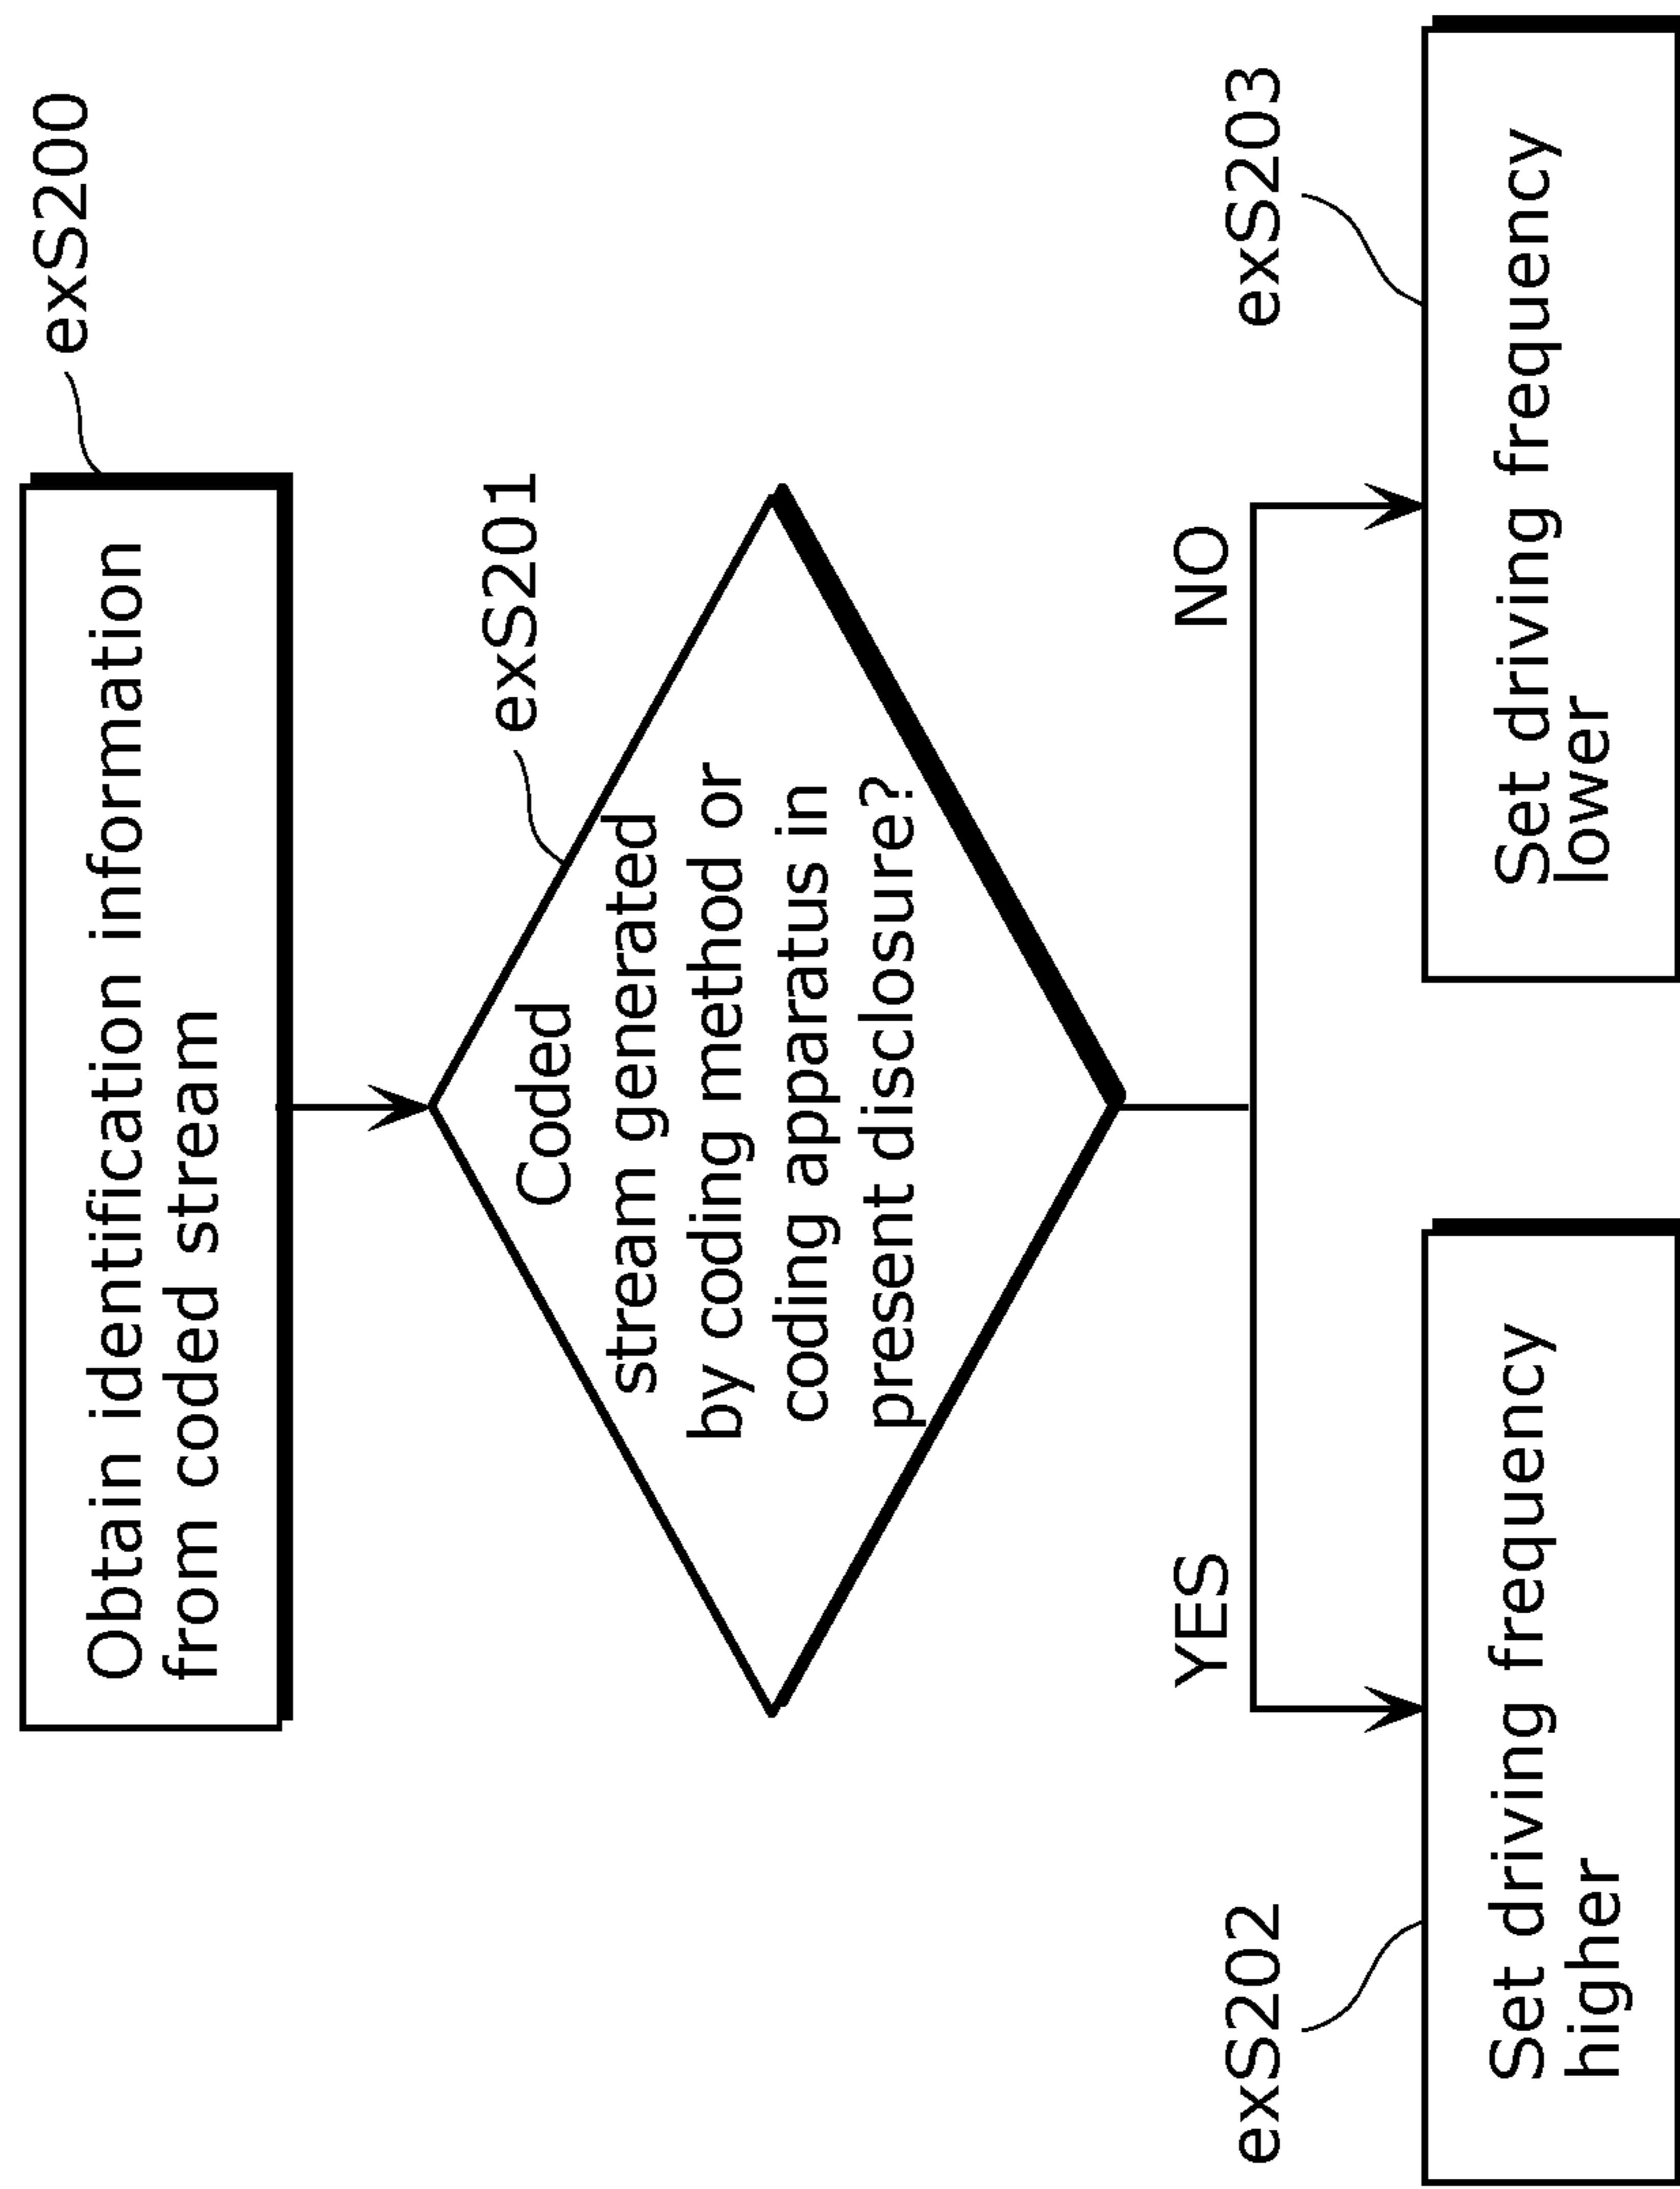 exS200
Obtain identification information
from coded stream
exS201
Coded
stream generated
by coding method or
coding apparatus in
present disclosure?
YES
NO
exS202
exS203
Set driving frequency
higher
Set driving frequency
lower